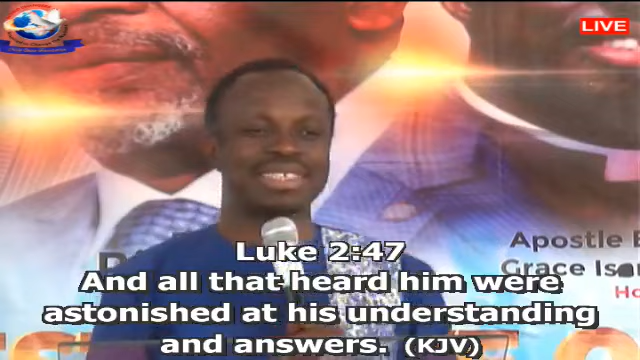 LIVE
Apostle
Grace
Luke 2:47
And all that heard him were
astonished at his understanding
and answers. (KJV)